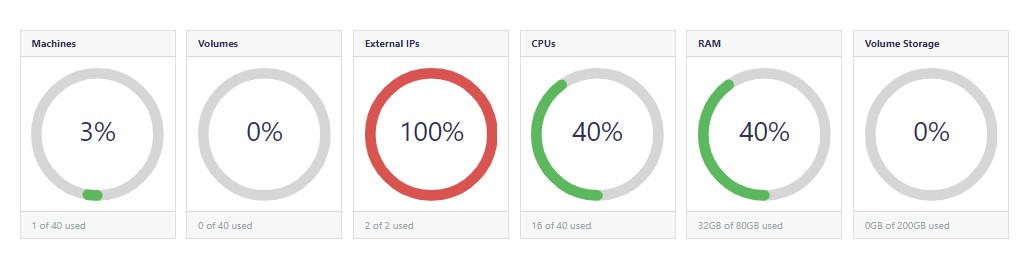 Machines
Volumes
External IPs
CPUs
RAM
Volume Storage
3%
0%
100%
40%
40%
0%
1 of 40 used
0 of 40 used
2 of 2 used
16 of 40 used
32GB of 80GB used
0GB of 200GB used